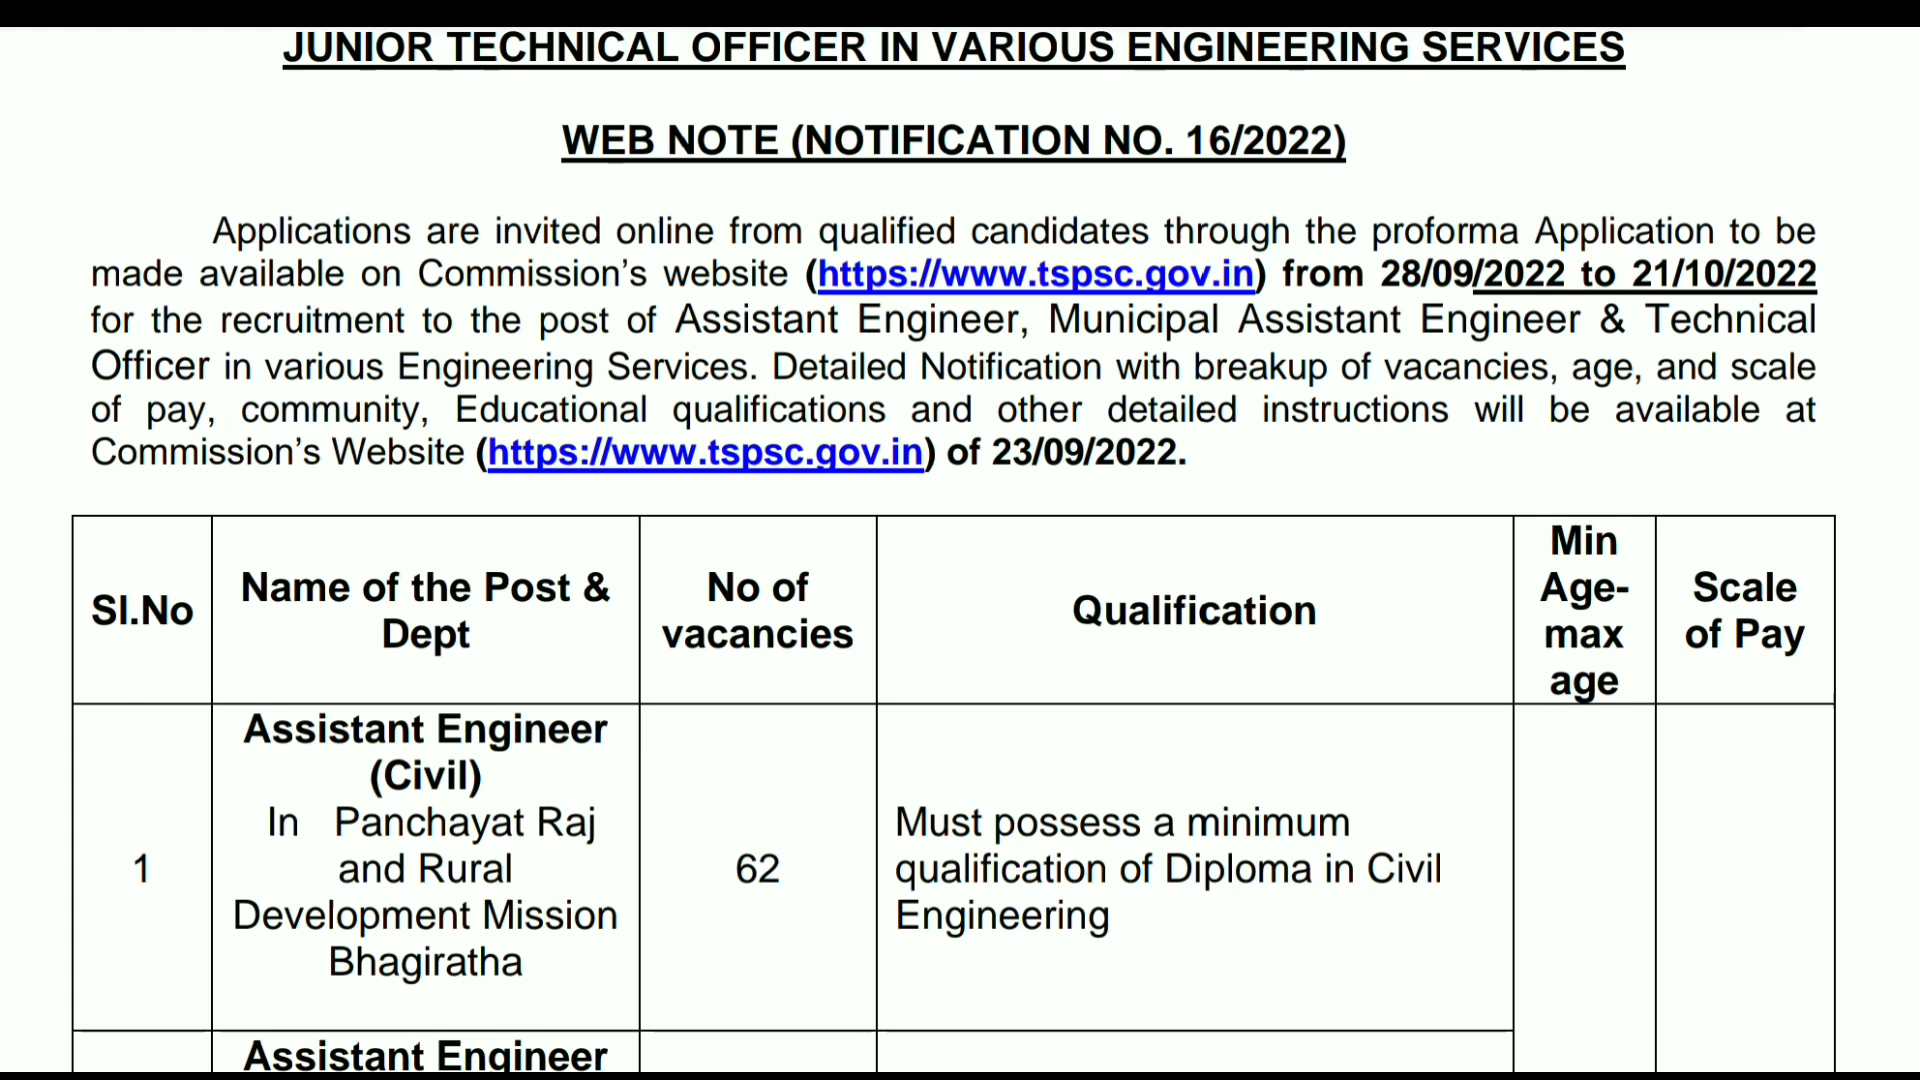 JUNIOR TECHNICAL OFFICER IN VARIOUS ENGINEERING SERVICES
WEB NOTE (NOTIFICATION NO. 16/2022)
Applications are invited online from qualified candidates through the proforma Application to be
made available on Commission’s website (https://www.tspsc.gov.in) from 28/09/2022 to 21/10/2022
for the recruitment to the post of Assistant Engineer, Municipal Assistant Engineer & Technical
Officer in various Engineering Services. Detailed Notification with breakup of vacancies, age, and scale
of pay, community, Educational qualifications and other detailed instructions will be available at
Commission’s Website (https://www.tspsc.gov.in) of 23/09/2022.
Sl.No
Name of the Post &
Dept
No of
vacancies
Qualification
Min
Age-
max
age
Scale
of Pay
1
Assistant Engineer
(Civil)
In Panchayat Raj
and Rural
Development Mission
Bhagiratha
62
Must possess a minimum
qualification of Diploma in Civil
Engineering
Assistant Engineer